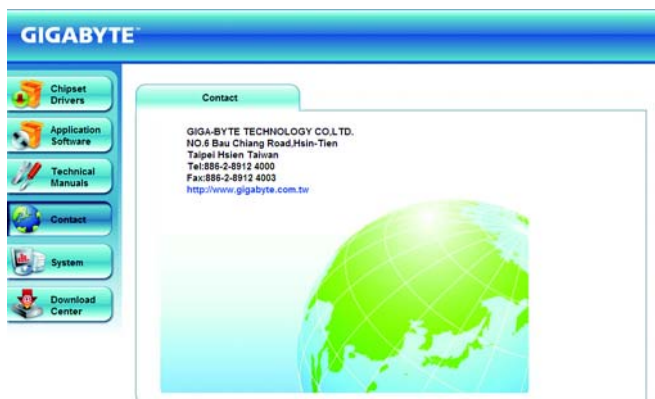 GIGABYTE™
Chipset
Drivers
Application
Software
Technical
Manuals
Contact
System
Download
Center
Contact
GIGA-BYTE TECHNOLOGY CO,LTD.
NO.6 Bau Chiang Road,Hsin-Tien
Taipei Hsien Taiwan
Tel:886-2-8912 4000
Fax:886-2-8912 4003
http://www.gigabyte.com.tw